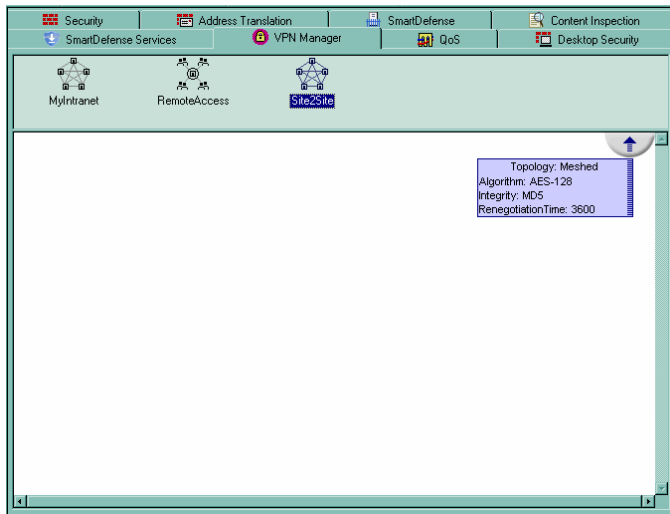 Security
Address Translation
SmartDefense
Content Inspection
SmartDefense Services
VPN Manager
QoS
Desktop Security
MyIntranet
RemoteAccess
Site2Site
Topology: Meshed
Algorithm: AES-128
Integrity: MD5
RenegotiationTime: 3600